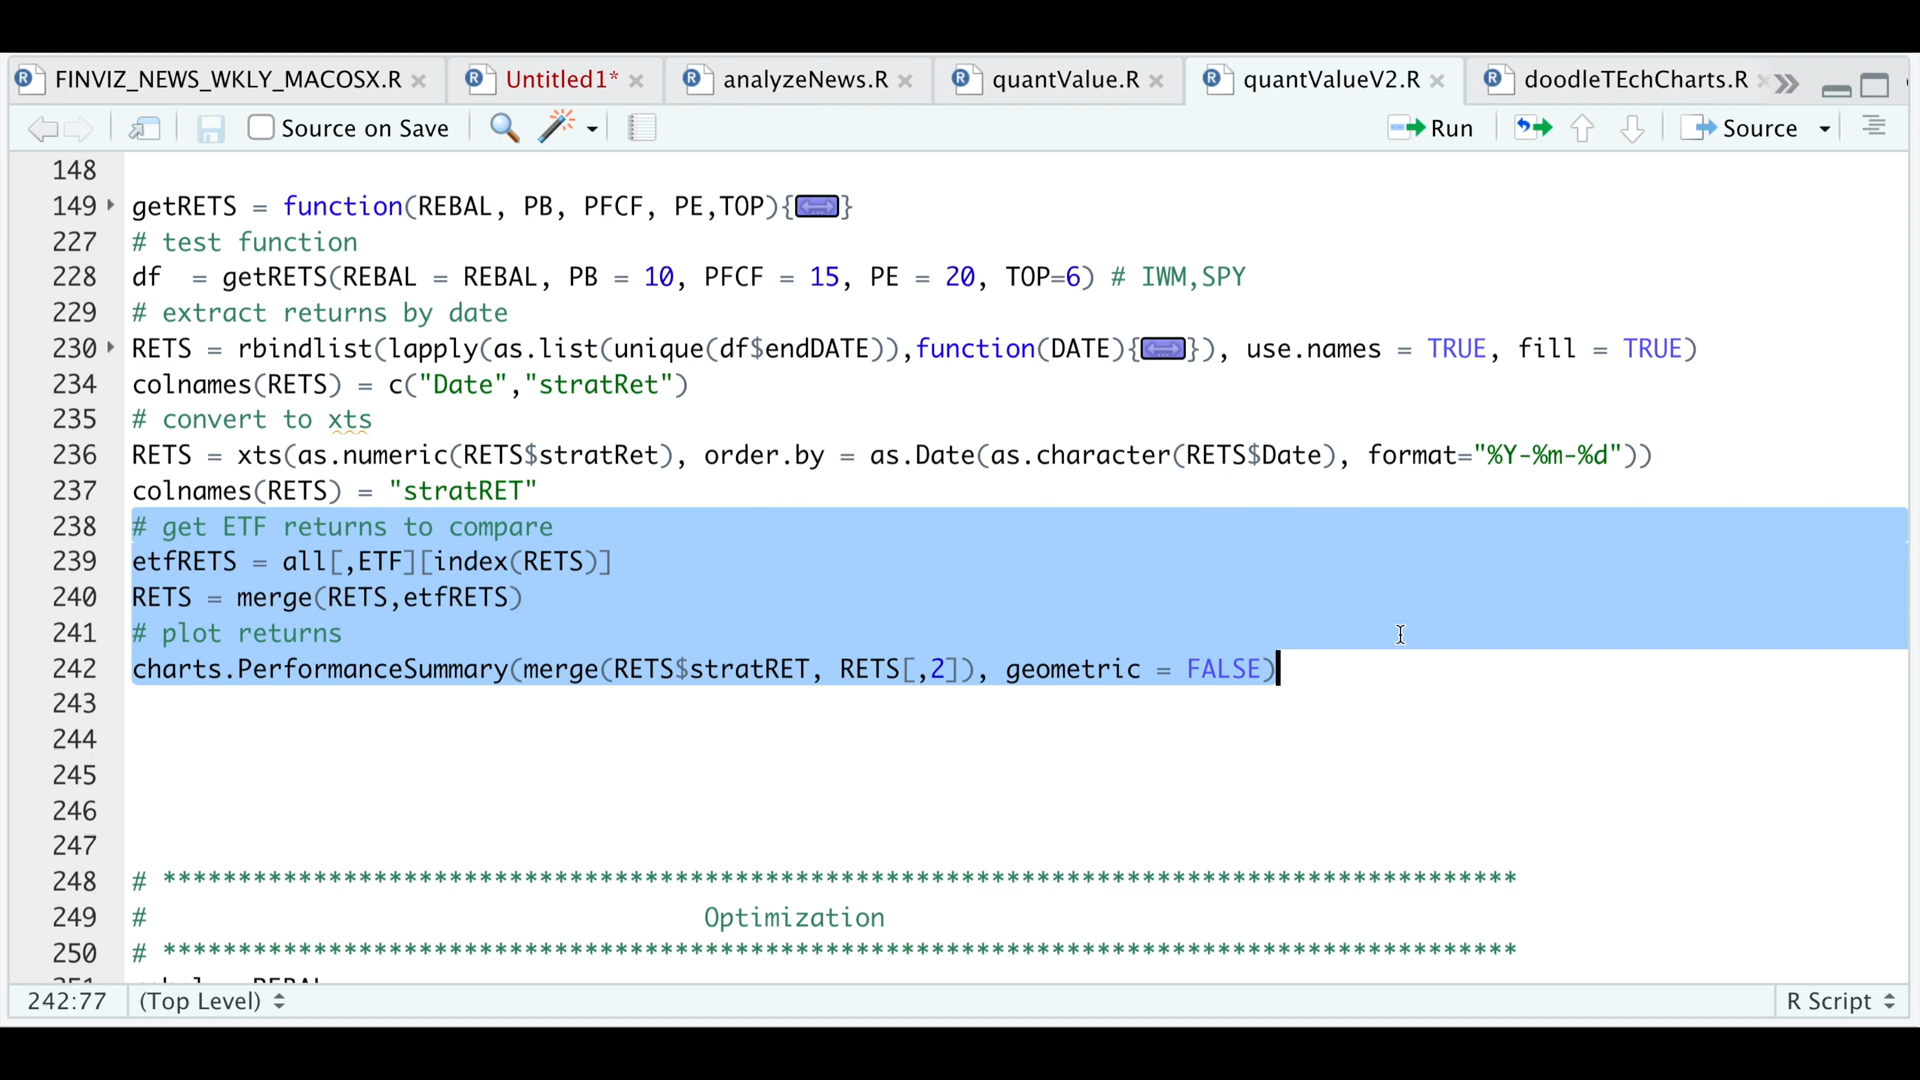 FINVIZ_NEWS_WKLY_MACOSX.R Untitled1* analyzeNews.R quantValue.R quantValueV2.R doodleTEchCharts.R
Source on Save Run Source
148
149 getRETS = function(REBAL, PB, PFCF, PE,TOP){}
227 # test function
228 df  = getRETS(REBAL = REBAL, PB = 10, PFCF = 15, PE = 20, TOP=6) # IWM,SPY
229 # extract returns by date
230 RETS = rbindlist(lapply(as.list(unique(df$endDATE)),function(DATE){}), use.names = TRUE, fill = TRUE)
234 colnames(RETS) = c("Date","stratRet")
235 # convert to xts
236 RETS = xts(as.numeric(RETS$stratRet), order.by = as.Date(as.character(RETS$Date), format="%Y-%m-%d"))
237 colnames(RETS) = "stratRET"
238 # get ETF returns to compare
239 etfRETS = all[,ETF][index(RETS)]
240 RETS = merge(RETS,etfRETS)
241 # plot returns
242 charts.PerformanceSummary(merge(RETS$stratRET, RETS[,2]), geometric = FALSE)
243
244
245
246
247
248 # ******************************************************************************************
249 # Optimization
250 # ******************************************************************************************
242:77 (Top Level) R Script